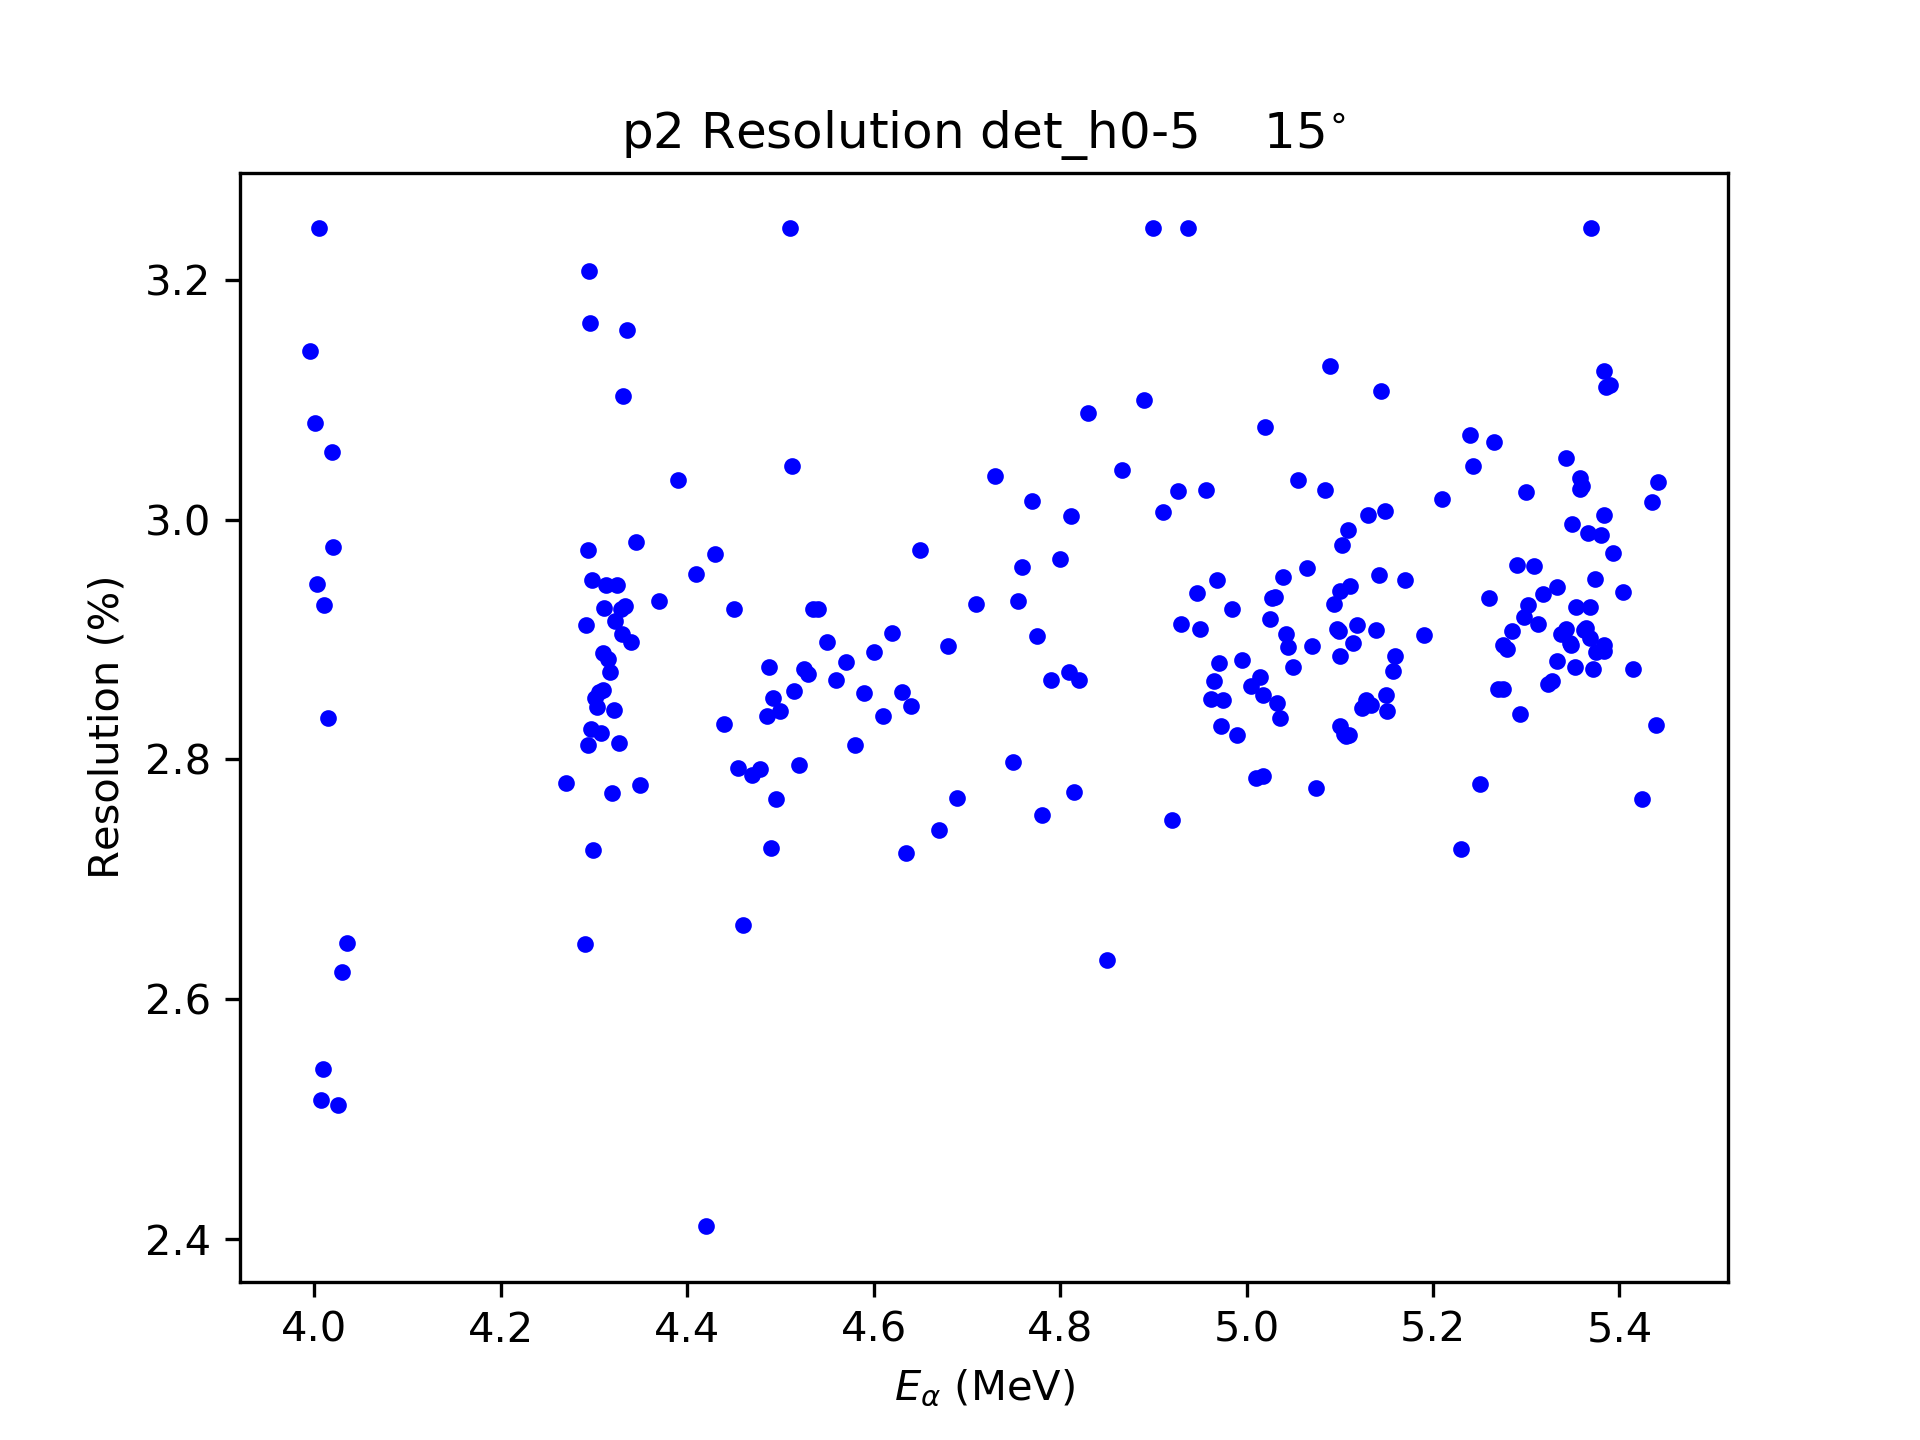 p2 Resolution det_h0-5 15°
Resolution (%)
3.2
3.0
2.8
2.6
2.4
4.0 4.2 4.4 4.6 4.8 5.0 5.2 5.4
Eα (MeV)